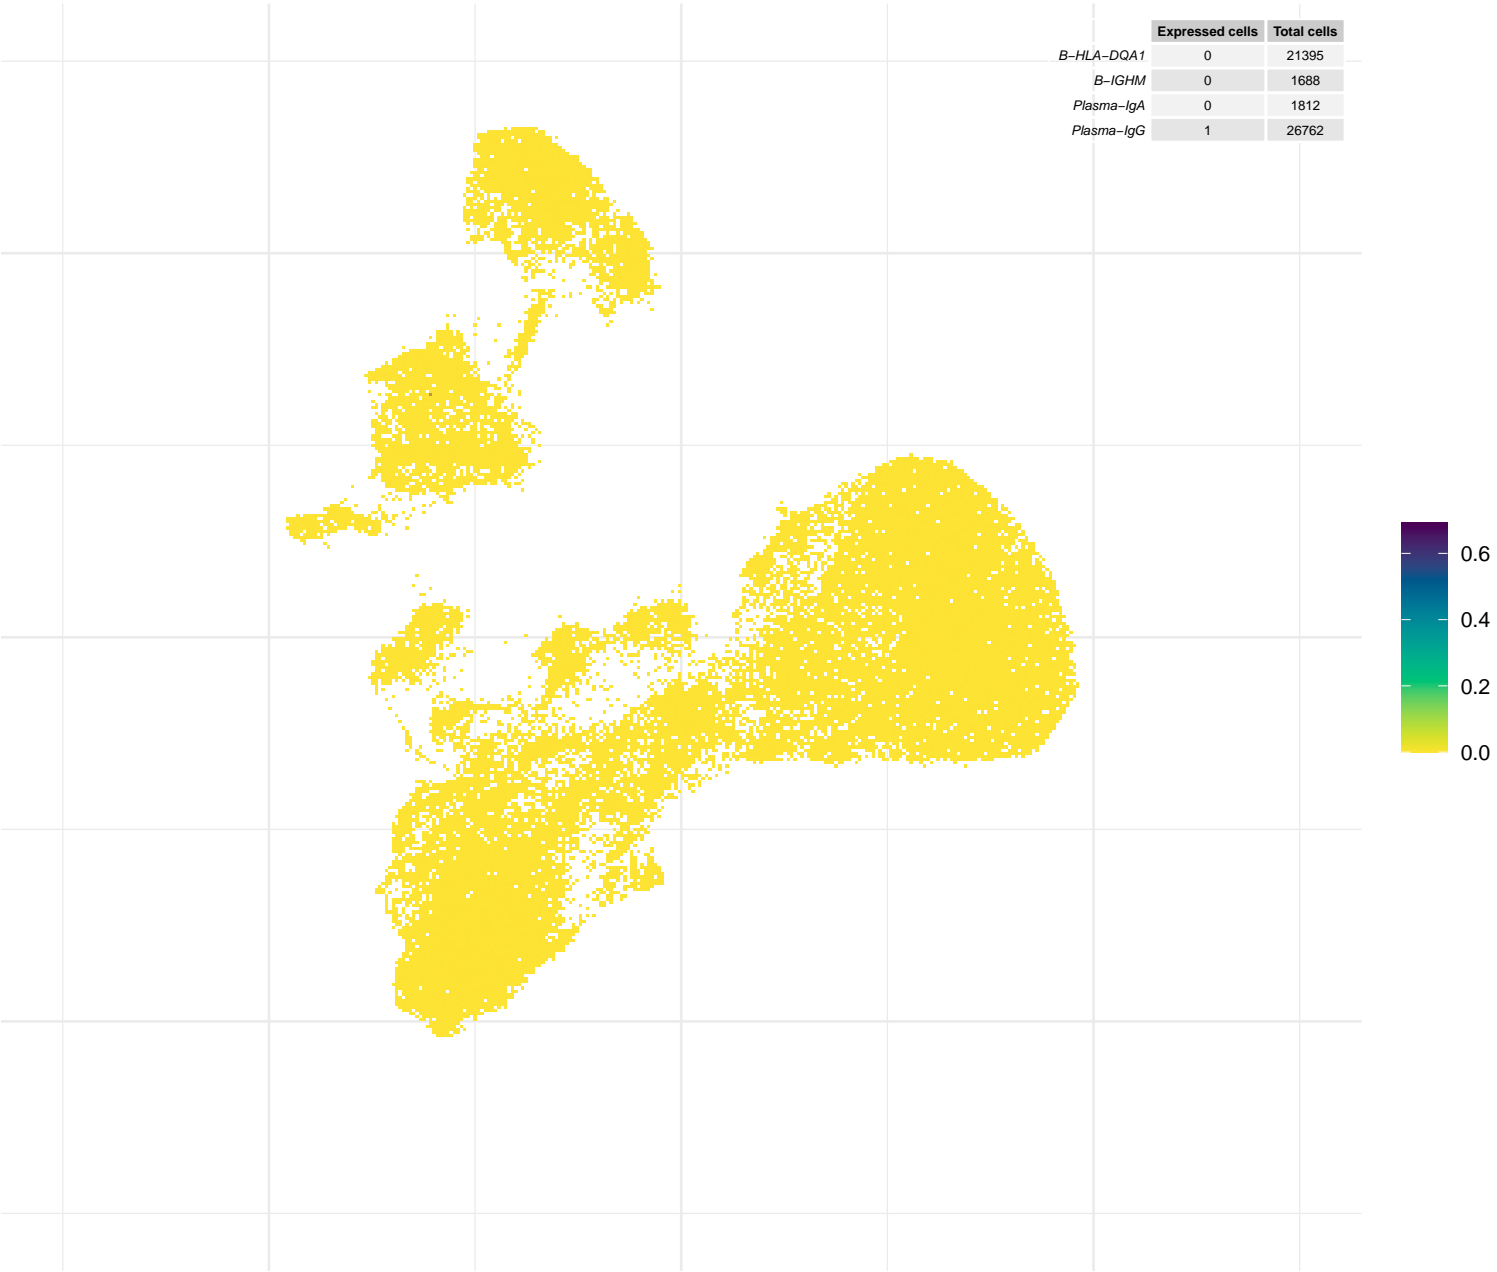 Expressed cells Total cells
B−HLA−DQA1 0 21395
B−IGHM 0 1688
Plasma−IgA 0 1812
Plasma−IgG 1 26762
0.6
0.4
0.2
0.0